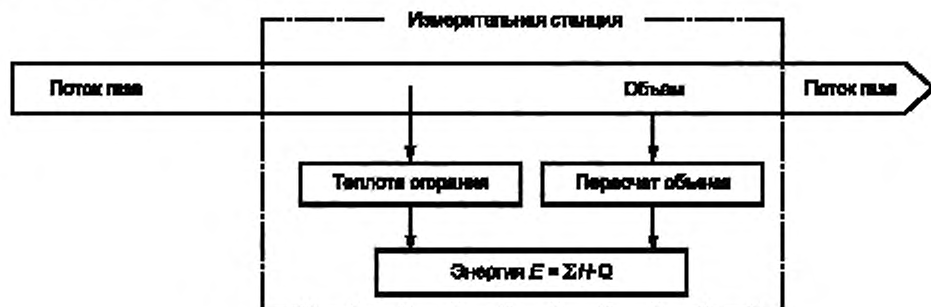 Измерительная станция
Поток газа
Объем
Поток газа
Теплота сгорания
Пересчет объема
Энергия E = ΣH·Q